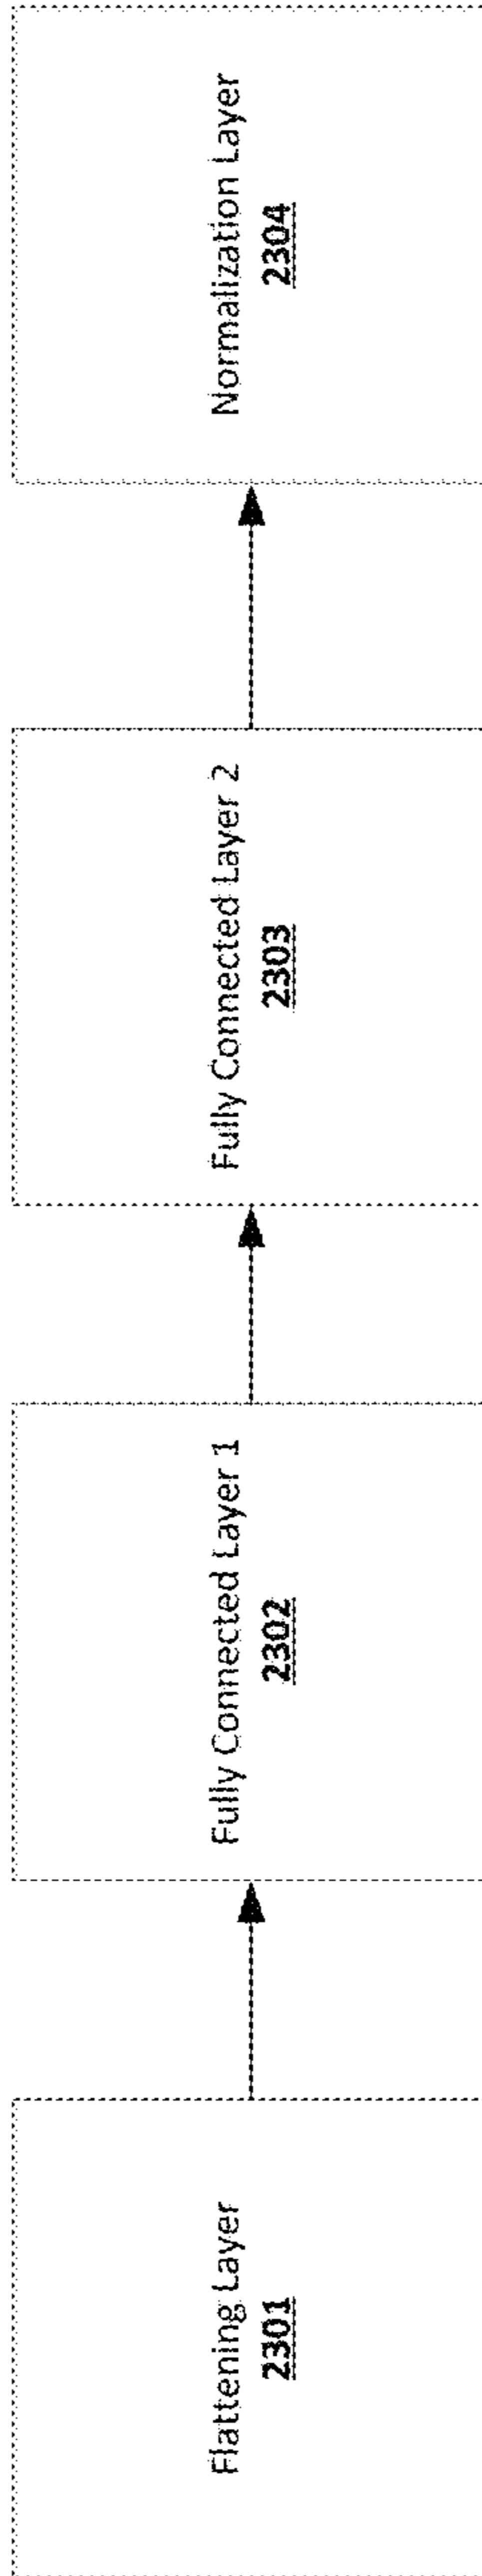 Flattening Layer
2301
Fully Connected Layer 1
2302
Fully Connected Layer 2
2303
Normalization Layer
2304